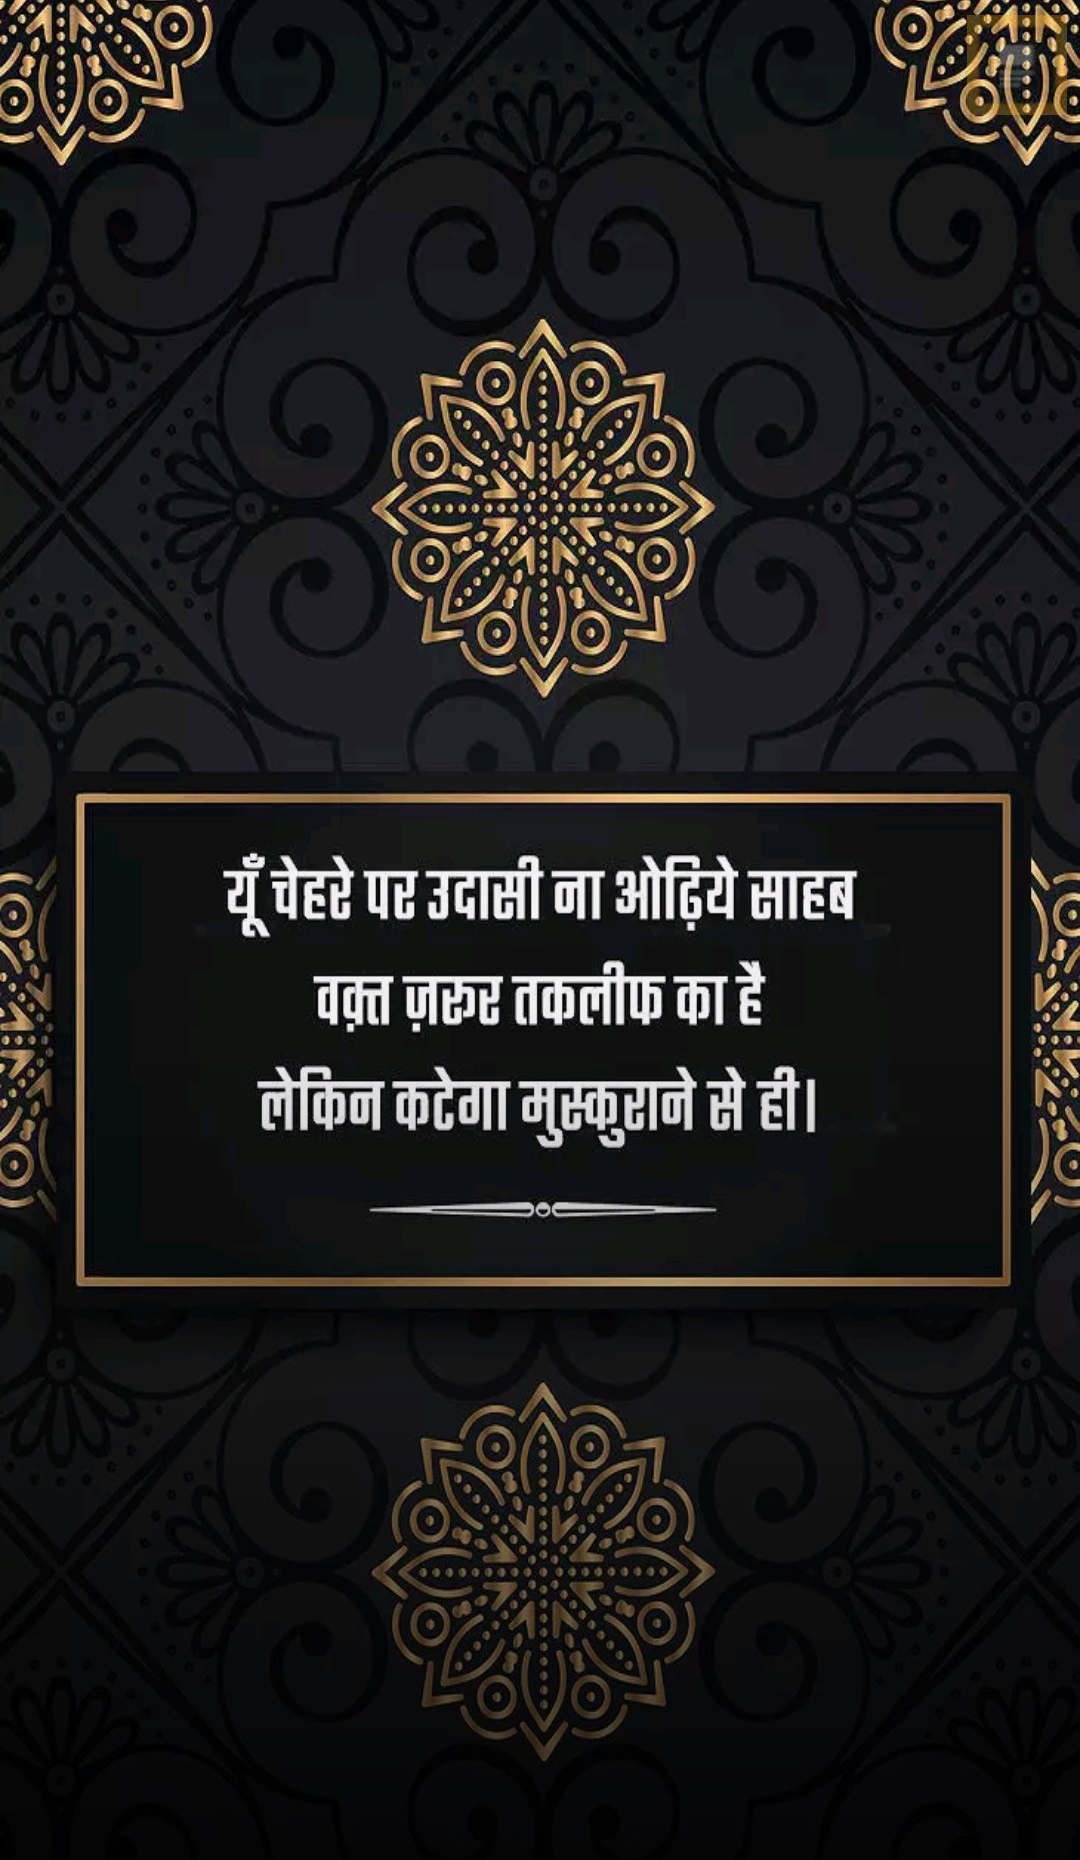 यूँ चेहरे पर उदासी ना ओढ़िये साहब
वक़्त ज़रूर तकलीफ का है
लेकिन कटेगा मुस्कुराने से ही।